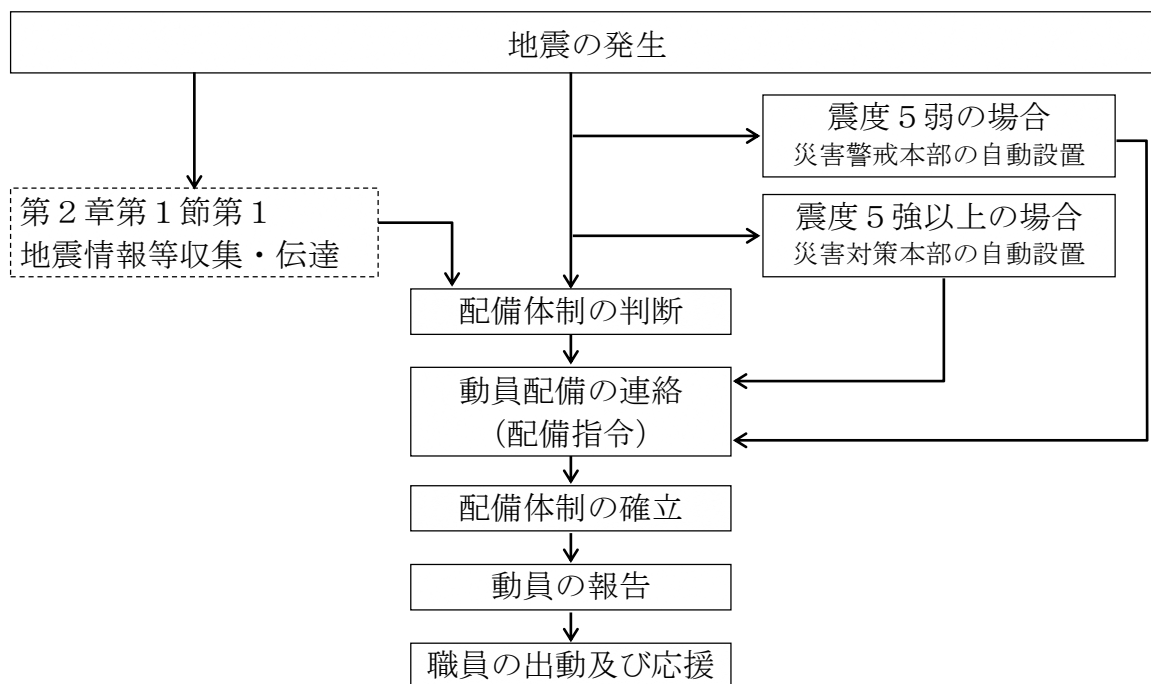 地震の発生
震度５弱の場合
災害警戒本部の自動設置
第２章第１節第１
地震情報等収集・伝達
震度５強以上の場合
災害対策本部の自動設置
配備体制の判断
動員配備の連絡
（配備指令）
配備体制の確立
動員の報告
職員の出動及び応援